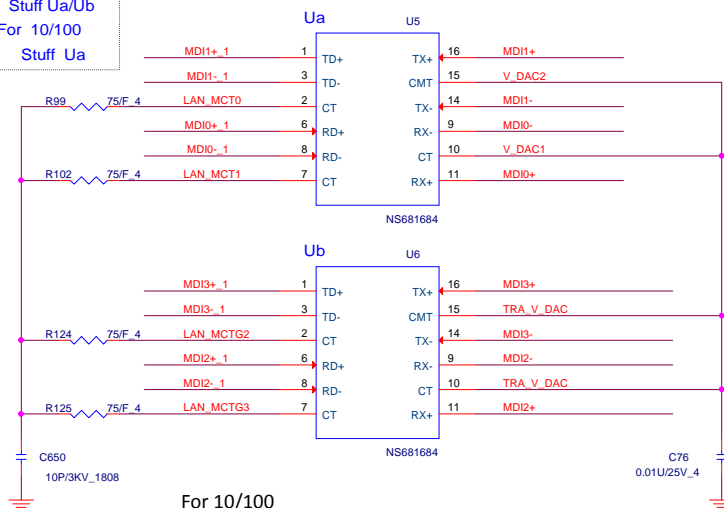 Stuff Ua/Ub
For 10/100
Stuff Ua
Ua
U5
MDI1+_1 1 TD+ TX+ 16 MDI1+
MDI1-_1 3 TD- CMT 15 V_DAC2
R99 75/F_4 LAN_MCT0 2 CT TX- 14 MDI1-
MDI0+_1 6 RD+ RX- 9 MDI0-
MDI0-_1 8 RD- CT 10 V_DAC1
R102 75/F_4 LAN_MCT1 7 CT RX+ 11 MDI0+
NS681684
Ub
U6
MDI3+_1 1 TD+ TX+ 16 MDI3+
MDI3-_1 3 TD- CMT 15 TRA_V_DAC
R124 75/F_4 LAN_MCTG2 2 CT TX- 14 MDI3-
MDI2+_1 6 RD+ RX- 9 MDI2-
MDI2-_1 8 RD- CT 10 TRA_V_DAC
R125 75/F_4 LAN_MCTG3 7 CT RX+ 11 MDI2+
NS681684
C650
10P/3KV_1808
C76
0.01U/25V_4
For 10/100